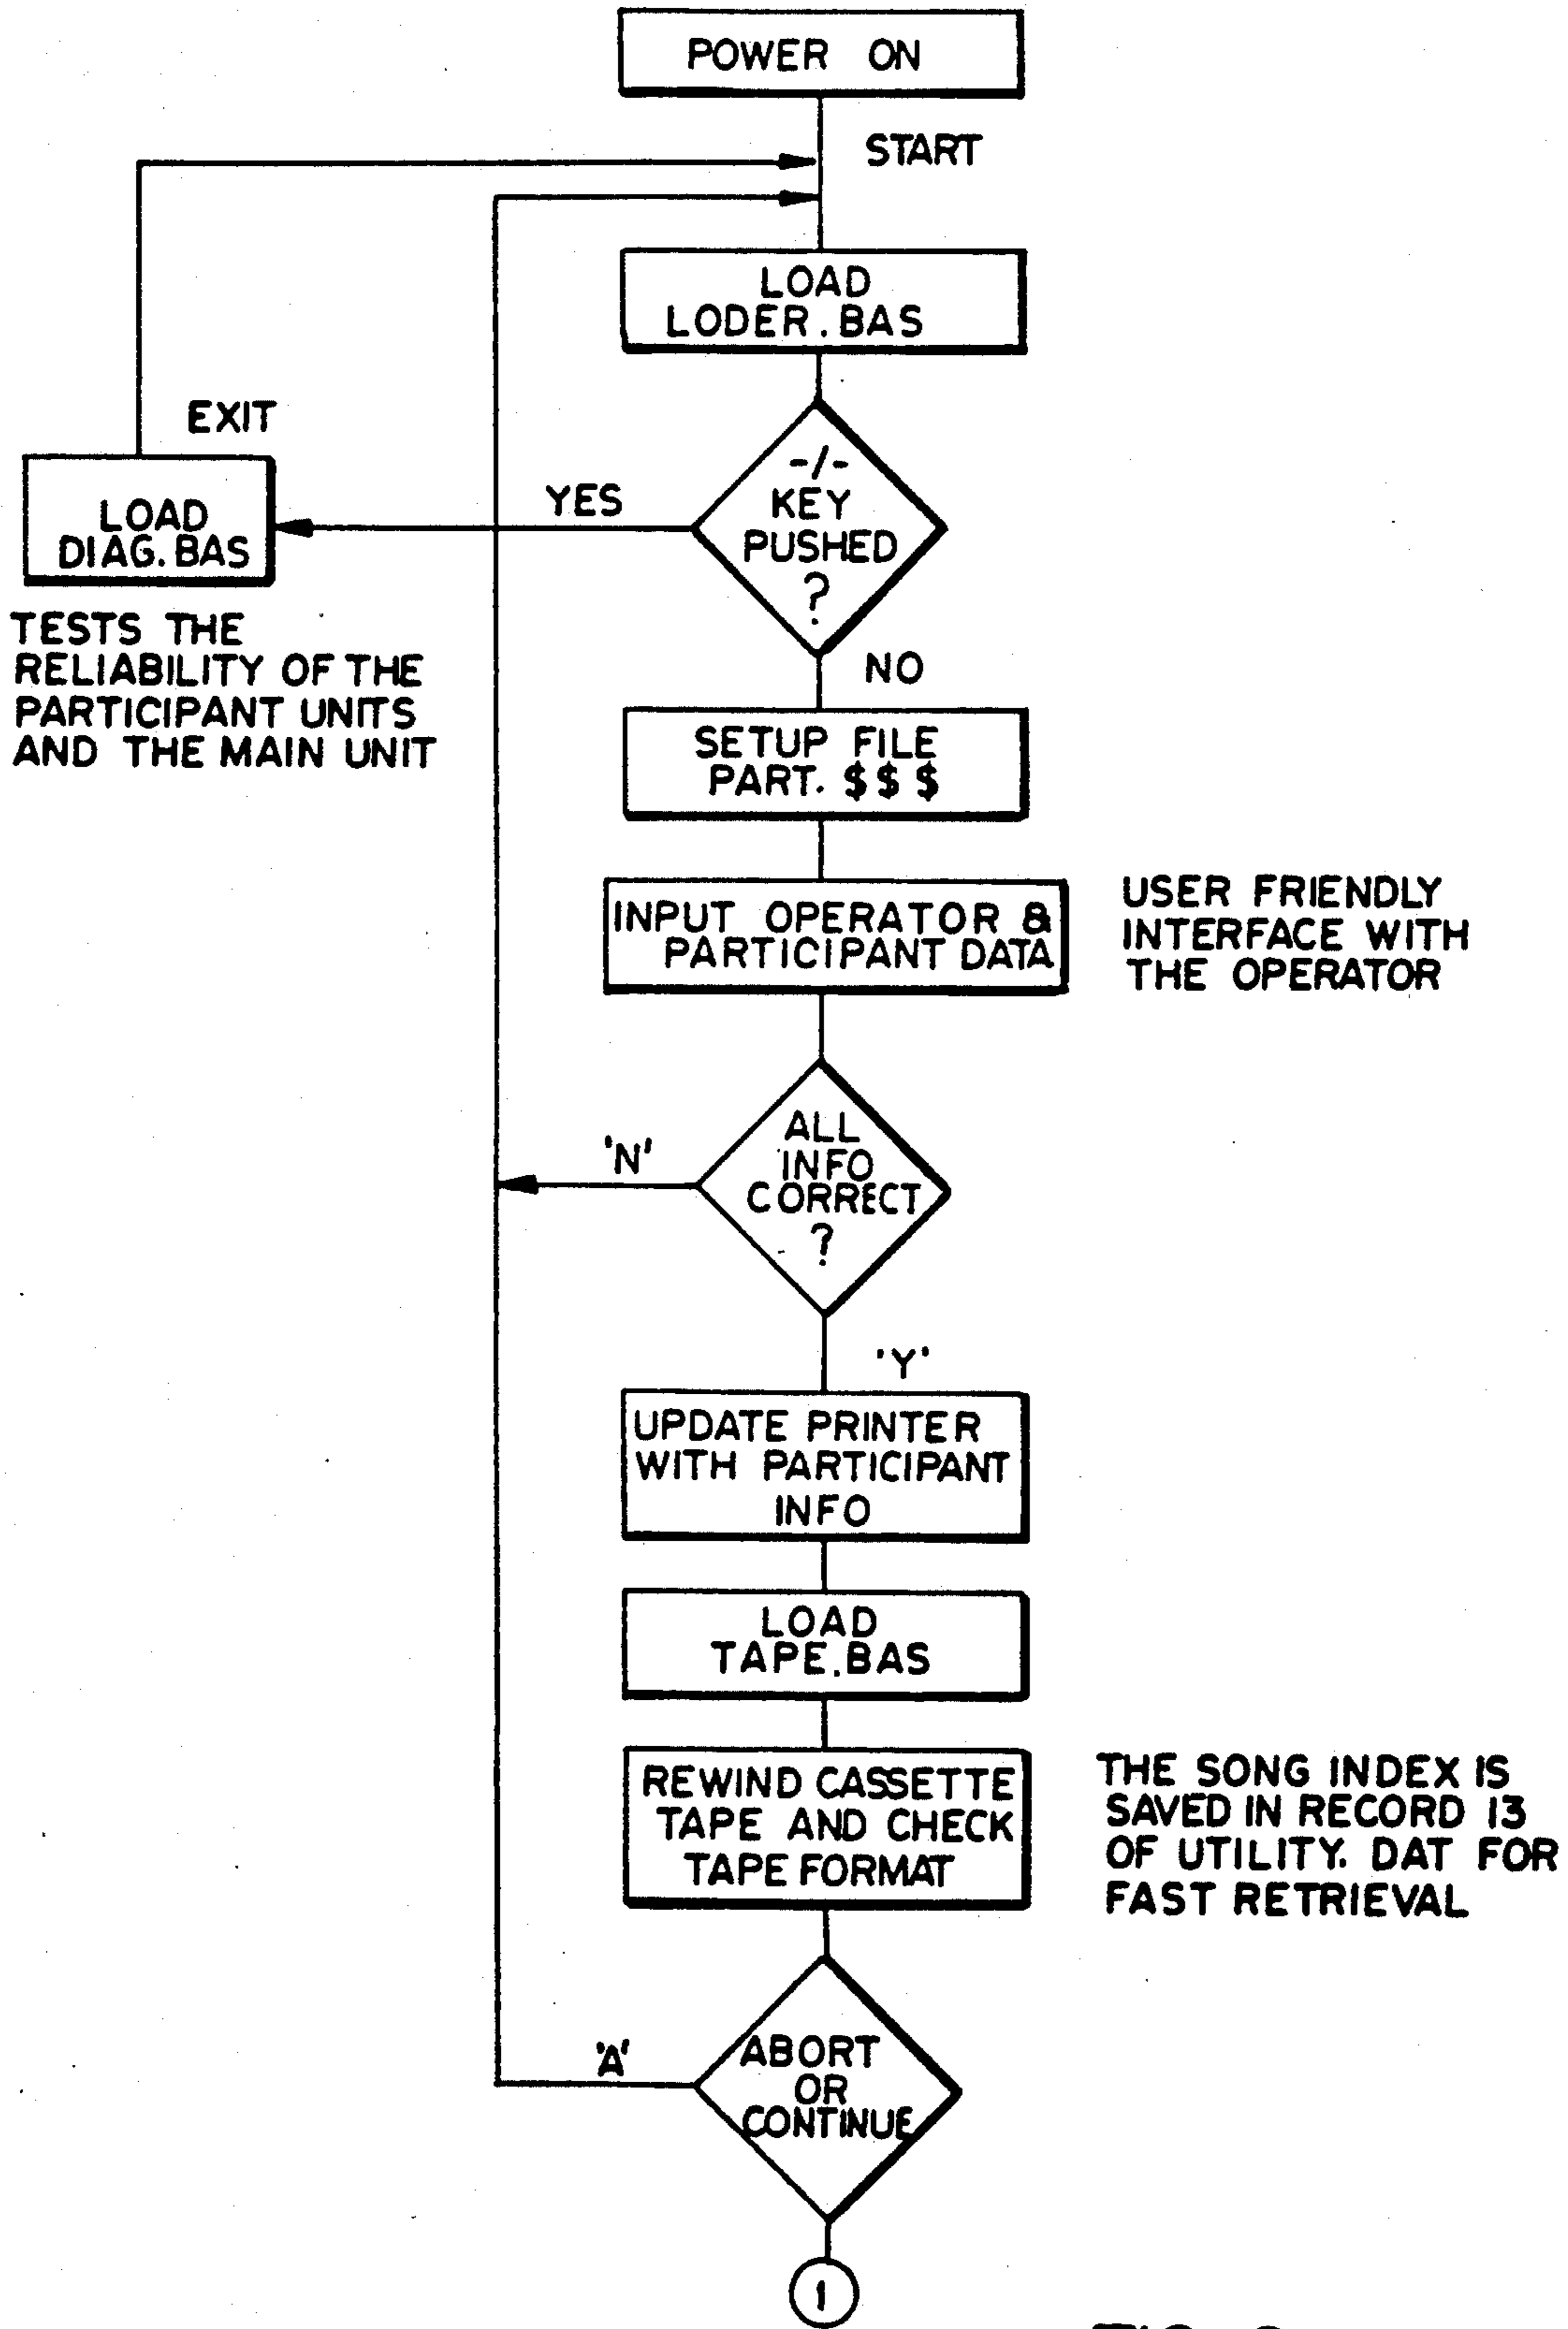 POWER ON
START
LOAD
LODER.BAS
EXIT
-/-
KEY
PUSHED
?
YES
LOAD
DIAG.BAS
TESTS THE
RELIABILITY OF THE
PARTICIPANT UNITS
AND THE MAIN UNIT
NO
SETUP FILE
PART. $$$
INPUT OPERATOR &
PARTICIPANT DATA
USER FRIENDLY
INTERFACE WITH
THE OPERATOR
ALL
INFO
CORRECT
?
'N'
'Y'
UPDATE PRINTER
WITH PARTICIPANT
INFO
LOAD
TAPE.BAS
REWIND CASSETTE
TAPE AND CHECK
TAPE FORMAT
THE SONG INDEX IS
SAVED IN RECORD 13
OF UTILITY. DAT FOR
FAST RETRIEVAL
ABORT
OR
CONTINUE
'A'
1